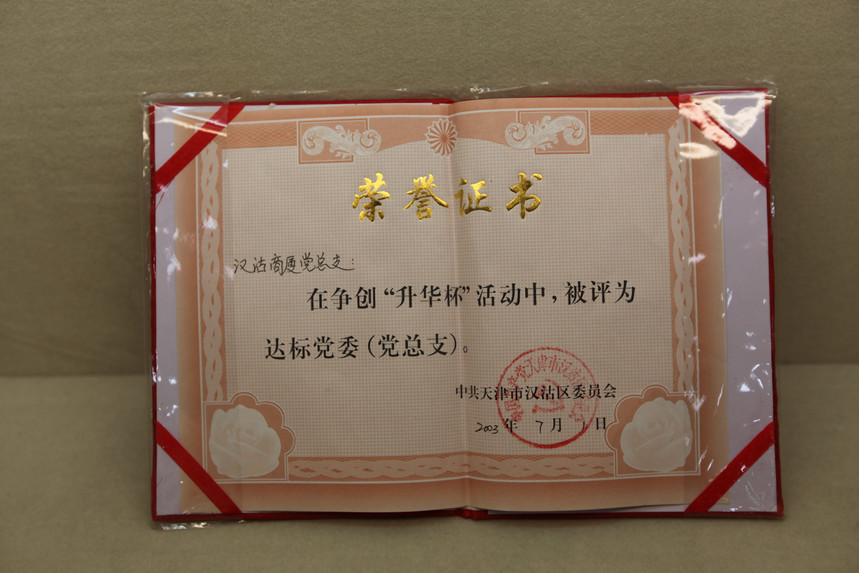 荣誉证书
汉沽商厦党总支：
在争创“升华杯”活动中，被评为
达标党委（党总支）。
中共天津市汉沽区委员会
2003年7月1日